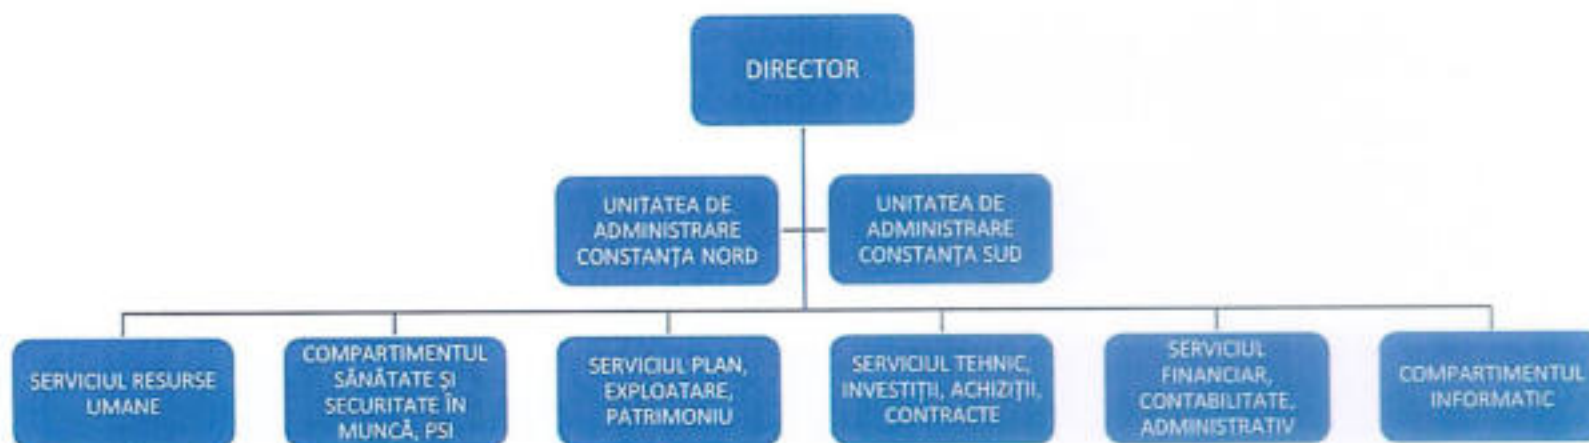 DIRECTOR
UNITATEA DE
ADMINISTRARE
CONSTANȚA NORD
UNITATEA DE
ADMINISTRARE
CONSTANȚA SUD
SERVICIUL RESURSE
UMANE
COMPARTIMENTUL
SĂNĂTATE ȘI
SECURITATE ÎN
MUNCĂ, PSI
SERVICIUL PLAN,
EXPLOATARE,
PATRIMONIU
SERVICIUL TEHNIC,
INVESTIȚII, ACHIZIȚII,
CONTRACTE
SERVICIUL
FINANCIAR,
CONTABILITATE,
ADMINISTRATIV
COMPARTIMENTUL
INFORMATIC